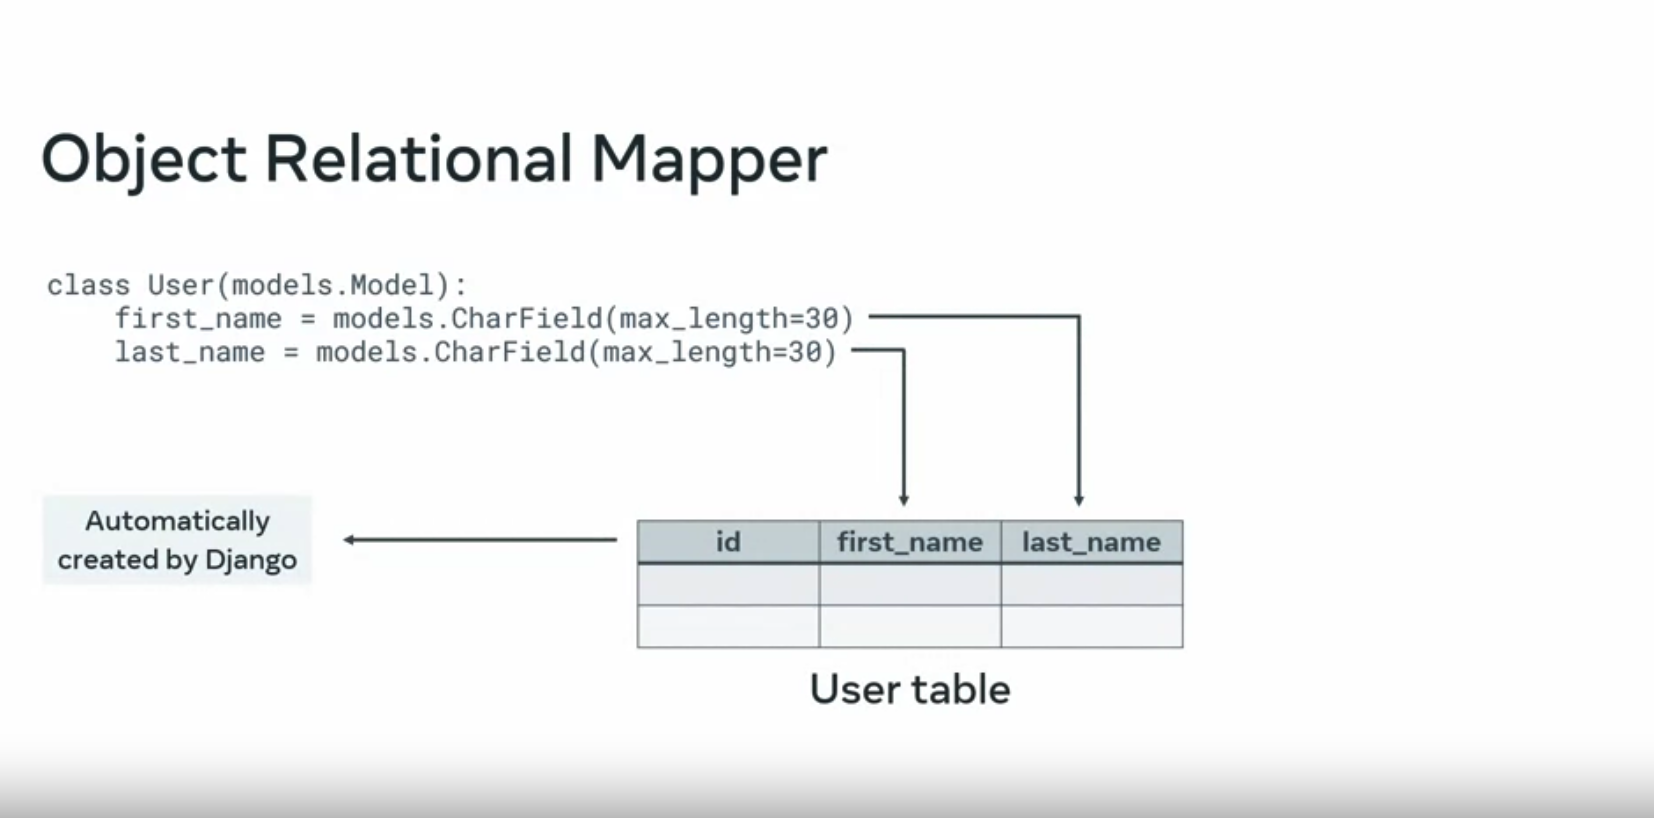 Object Relational Mapper
class User(models.Model):
    first_name = models.CharField(max_length=30)
    last_name = models.CharField(max_length=30)
Automatically
created by Django
id first_name last_name
User table